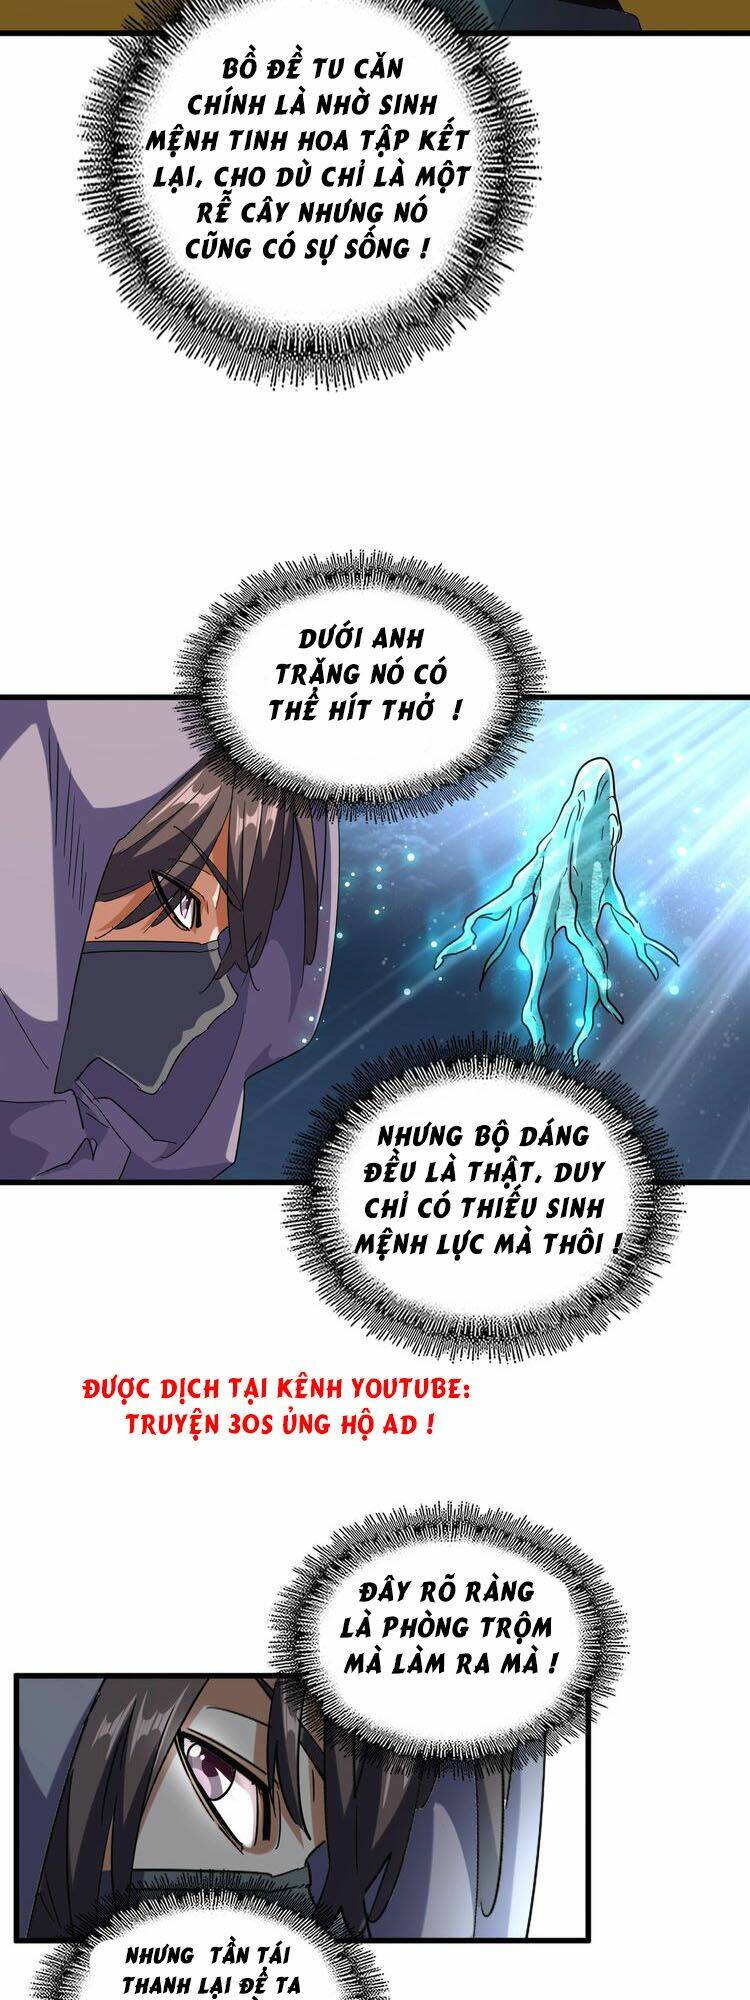 BỒ ĐỀ TU CĂN
CHÍNH LÀ NHỜ SINH
MỆNH TINH HOA TẬP KẾT
LẠI, CHO DÙ CHỈ LÀ MỘT
RỄ CÂY NHƯNG NÓ
CŨNG CÓ SỰ SỐNG !
DƯỚI ANH
TRĂNG NÓ CÓ
THỂ HÍT THỞ !
NHƯNG BỘ DÁNG
ĐỀU LÀ THẬT, DUY
CHỈ CÓ THIẾU SINH
MỆNH LỰC MÀ THÔI !
ĐƯỢC DỊCH TẠI KÊNH YOUTUBE:
TRUYỆN 3OS ỦNG HỘ AD !
ĐÂY RÕ RÀNG
LÀ PHÒNG TRỘM
MÀ LÀM RA MÀ !
NHƯNG TẦN TÁI
THANH LẠI ĐỂ TA